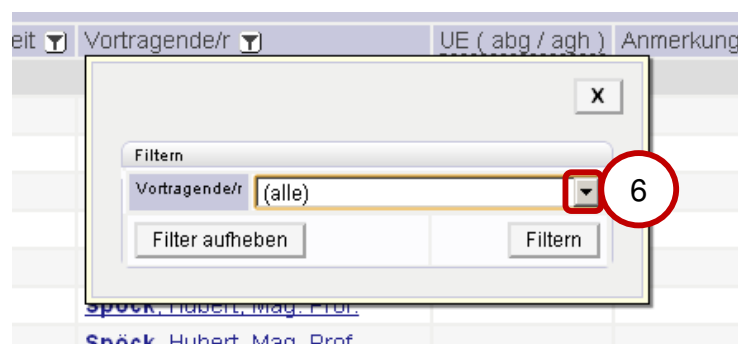 eit Vortragende/r UE ( abg / agh ) Anmerkung
X
Filtern
Vortragende/r (alle) 6
Filter aufheben Filtern
Spöck, Hubert, Mag. Prof.
Spöck, Hubert, Mag. Prof.